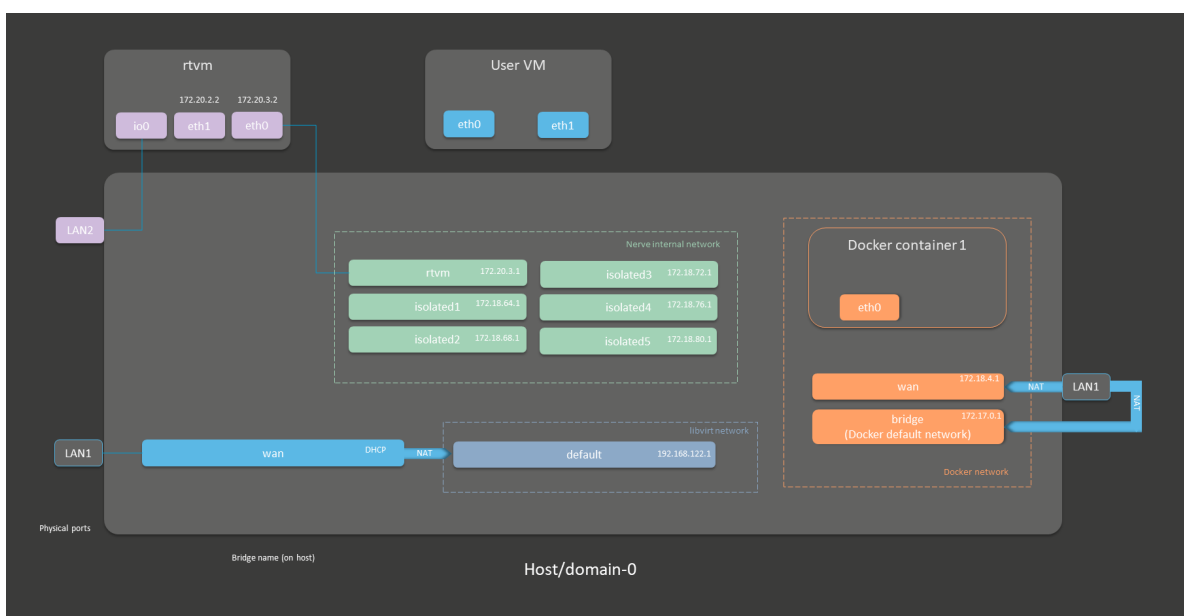 rtvm
172.20.2.2
172.20.3.2
io0
eth1
eth0
User VM
eth0
eth1
LAN2
Nerve internal network
rtvm
172.20.3.1
isolated3
172.18.72.1
isolated1
172.18.64.1
isolated4
172.18.76.1
isolated2
172.18.68.1
isolated5
172.18.80.1
Docker container 1
eth0
wan
172.18.4.1
NAT
LAN1
NAT
bridge
172.17.0.1
(Docker default network)
Docker network
LAN1
wan
DHCP
NAT
libvirt network
default
192.168.122.1
Physical ports
Bridge name (on host)
Host/domain-0